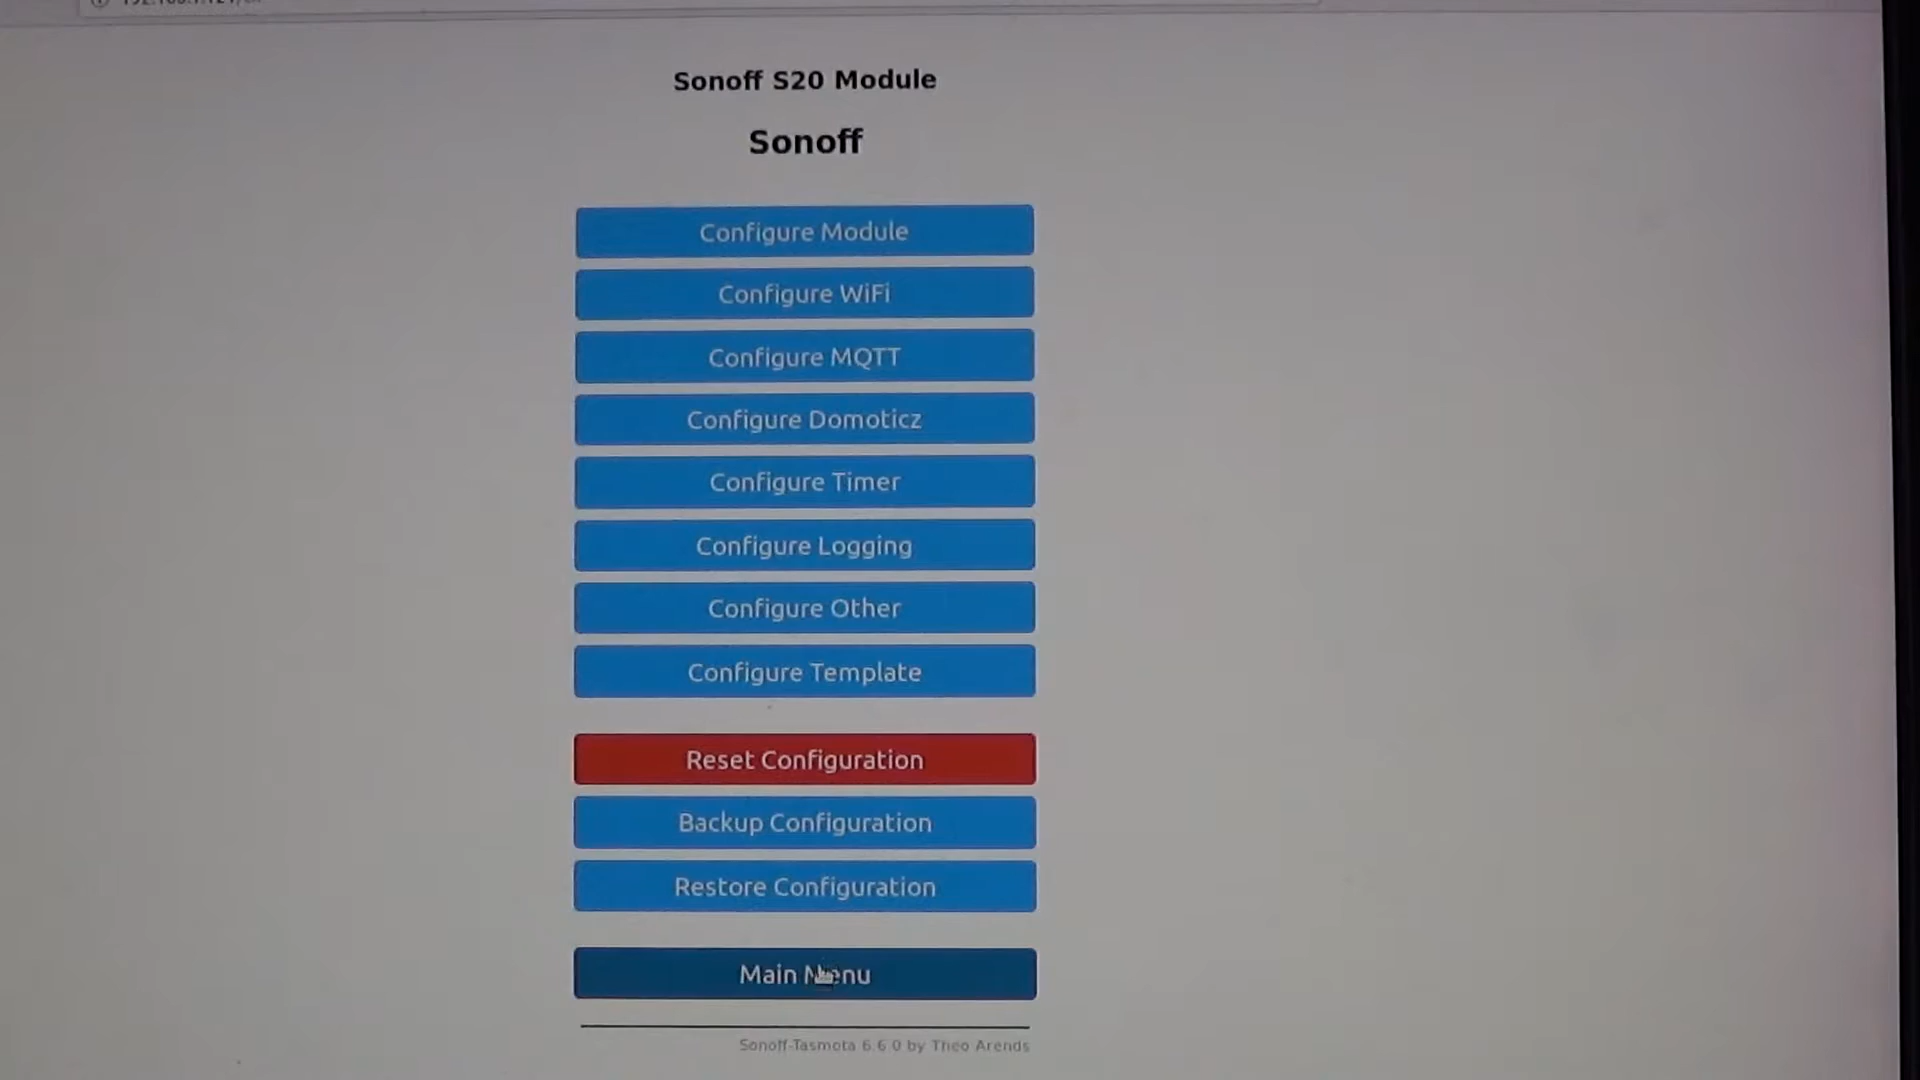 Sonoff S20 Module
Sonoff
Configure Module
Configure WiFi
Configure MQTT
Configure Domoticz
Configure Timer
Configure Logging
Configure Other
Configure Template
Reset Configuration
Backup Configuration
Restore Configuration
Main Menu
Sonoff-Tasmota 6.6.0 by Theo Arends